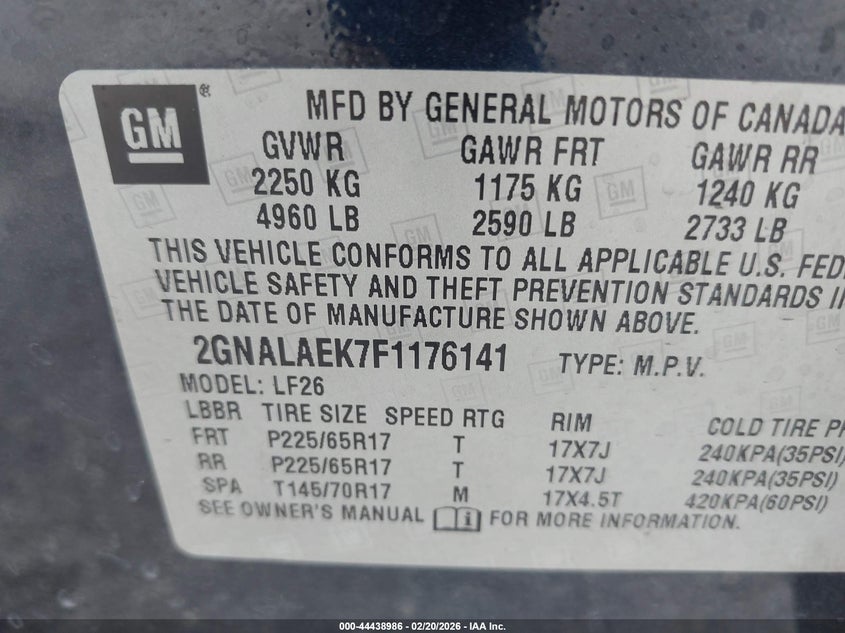 GM
MFD BY GENERAL MOTORS OF CANADA
GVWR GAWR FRT GAWR RR
2250 KG 1175 KG 1240 KG
4960 LB 2590 LB 2733 LB
THIS VEHICLE CONFORMS TO ALL APPLICABLE U.S. FEDE
VEHICLE SAFETY AND THEFT PREVENTION STANDARDS I
THE DATE OF MANUFACTURE SHOWN ABOVE.
2GNALAEK7F1176141 TYPE: M.P.V.
MODEL: LF26
LBBR TIRE SIZE SPEED RTG RIM COLD TIRE P
FRT P225/65R17 T 17X7J 240KPA(35PSI)
RR P225/65R17 T 17X7J 240KPA(35PSI)
SPA T145/70R17 M 17X4.5T 420KPA(60PSI)
SEE OWNER'S MANUAL i FOR MORE INFORMATION.
000-44438986 - 02/20/2026 - IAA Inc.